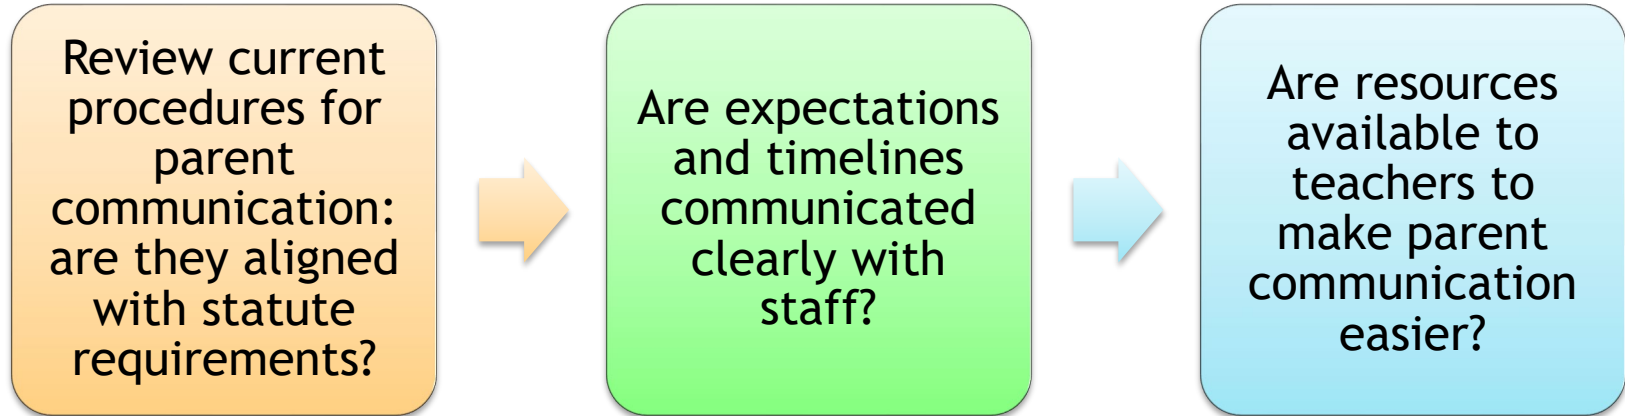 Review current
procedures for
parent
communication:
are they aligned
with statute
requirements?
Are expectations
and timelines
communicated
clearly with
staff?
Are resources
available to
teachers to
make parent
communication
easier?